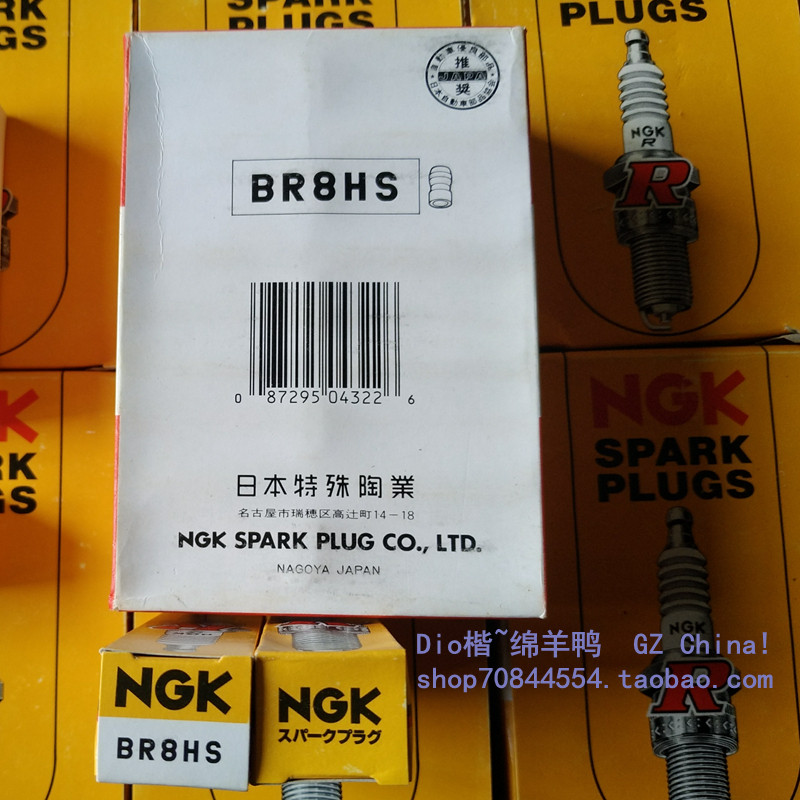 SPARK
PLUGS
SPARK
PLUGS
NGK
R
R
推
奨
BR8HS
0 87295 04322 6
日本特殊陶業
名古屋市瑞穂区高辻町14-18
NGK SPARK PLUG CO., LTD.
NAGOYA JAPAN
NGK
SPARK
PLUGS
NGK
R
NGK
BR8HS
NGK
スパークプラグ
Dio楷~绵羊鸭 GZ China!
shop70844554.taobao.com